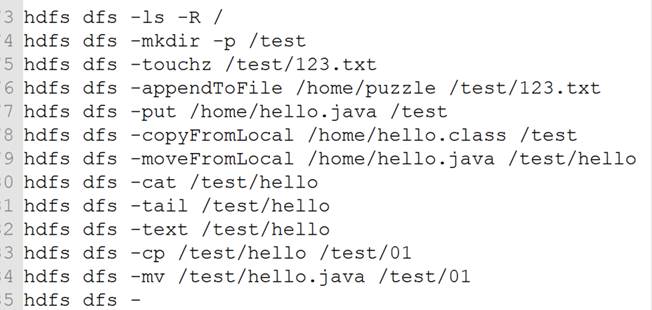 3 hdfs dfs -ls -R /
4 hdfs dfs -mkdir -p /test
5 hdfs dfs -touchz /test/123.txt
6 hdfs dfs -appendToFile /home/puzzle /test/123.txt
7 hdfs dfs -put /home/hello.java /test
8 hdfs dfs -copyFromLocal /home/hello.class /test
9 hdfs dfs -moveFromLocal /home/hello.java /test/hello
0 hdfs dfs -cat /test/hello
1 hdfs dfs -tail /test/hello
2 hdfs dfs -text /test/hello
3 hdfs dfs -cp /test/hello /test/01
4 hdfs dfs -mv /test/hello.java /test/01
5 hdfs dfs -